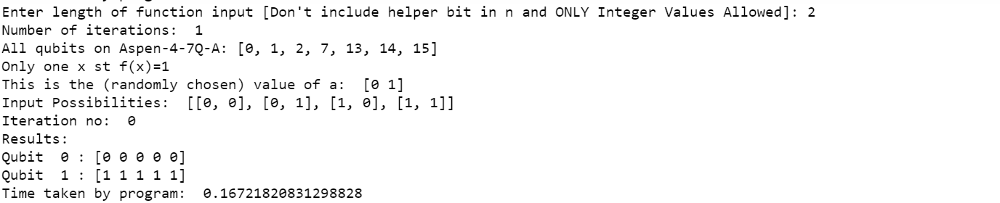 Enter length of function input [Don't include helper bit in n and ONLY Integer Values Allowed]: 2
Number of iterations:  1
All qubits on Aspen-4-7Q-A: [0, 1, 2, 7, 13, 14, 15]
Only one x st f(x)=1
This is the (randomly chosen) value of a:  [0 1]
Input Possibilities:  [[0, 0], [0, 1], [1, 0], [1, 1]]
Iteration no:  0
Results:
Qubit  0 : [0 0 0 0 0]
Qubit  1 : [1 1 1 1 1]
Time taken by program:  0.16721820831298828